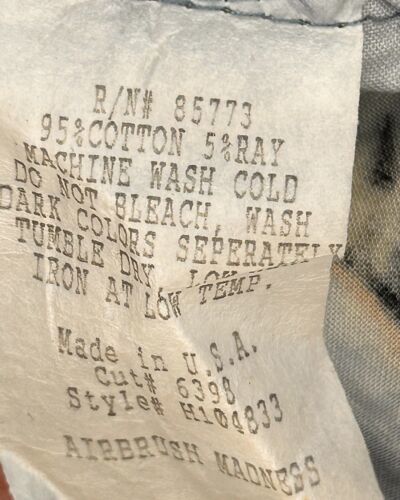 R/N# 85773
95%COTTON 5%RAY
MACHINE WASH COLD
DO NOT BLEACH, WASH
DARK COLORS SEPERATELY
TUMBLE DRY, LOW
IRON AT LOW TEMP.
Made in U.S.A.
Cut# 6398
Style# H104833
AIRBRUSH MADNESS